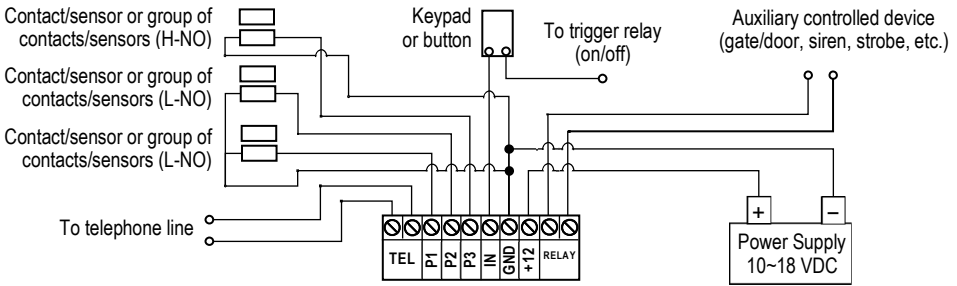 Contact/sensor or group of
contacts/sensors (H-NO)
Contact/sensor or group of
contacts/sensors (L-NO)
Contact/sensor or group of
contacts/sensors (L-NO)
To telephone line
Keypad
or button
To trigger relay
(on/off)
Auxiliary controlled device
(gate/door, siren, strobe, etc.)
TEL
P1
P2
P3
IN
GND
+12
RELAY
+
–
Power Supply
10~18 VDC